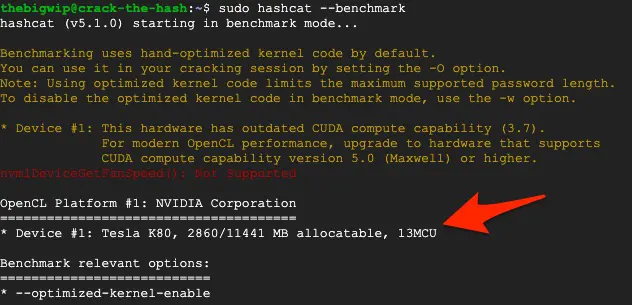 thebigwip@crack-the-hash:~$ sudo hashcat --benchmark
hashcat (v5.1.0) starting in benchmark mode...
Benchmarking uses hand-optimized kernel code by default.
You can use it in your cracking session by setting the -O option.
Note: Using optimized kernel code limits the maximum supported password length.
To disable the optimized kernel code in benchmark mode, use the -w option.
* Device #1: This hardware has outdated CUDA compute capability (3.7).
For modern OpenCL performance, upgrade to hardware that supports
CUDA compute capability version 5.0 (Maxwell) or higher.
nvmlDeviceGetFanSpeed(): Not Supported
OpenCL Platform #1: NVIDIA Corporation
======================================
* Device #1: Tesla K80, 2860/11441 MB allocatable, 13MCU
Benchmark relevant options:
===========================
* --optimized-kernel-enable